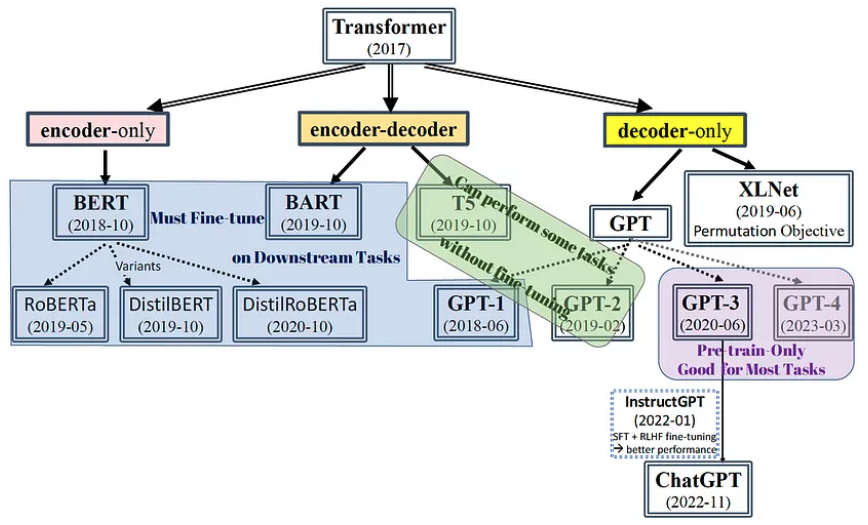 Transformer
(2017)
encoder-only
encoder-decoder
decoder-only
BERT
(2018-10)
Must Fine-tune
on Downstream Tasks
BART
(2019-10)
T5
(2019-10)
Can perform some tasks
without fine-tuning
GPT
XLNet
(2019-06)
Permutation Objective
Variants
RoBERTa
(2019-05)
DistilBERT
(2019-10)
DistilRoBERTa
(2020-10)
GPT-1
(2018-06)
GPT-2
(2019-02)
GPT-3
(2020-06)
GPT-4
(2023-03)
Pre-train-Only
Good for Most Tasks
InstructGPT
(2022-01)
SFT + RLHF fine-tuning
→ better performance
ChatGPT
(2022-11)